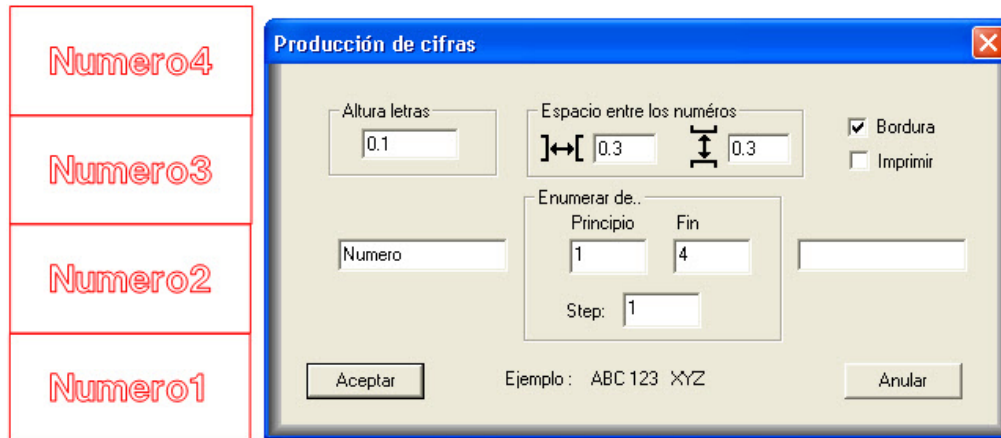 Numero4
Numero3
Numero2
Numero1
Producción de cifras
Altura letras
0.1
Espacio entre los numéros
0.3
0.3
Bordura
Imprimir
Enumerar de..
Principio Fin
Numero
1
4
Step: 1
Aceptar
Ejemplo : ABC 123 XYZ
Anular